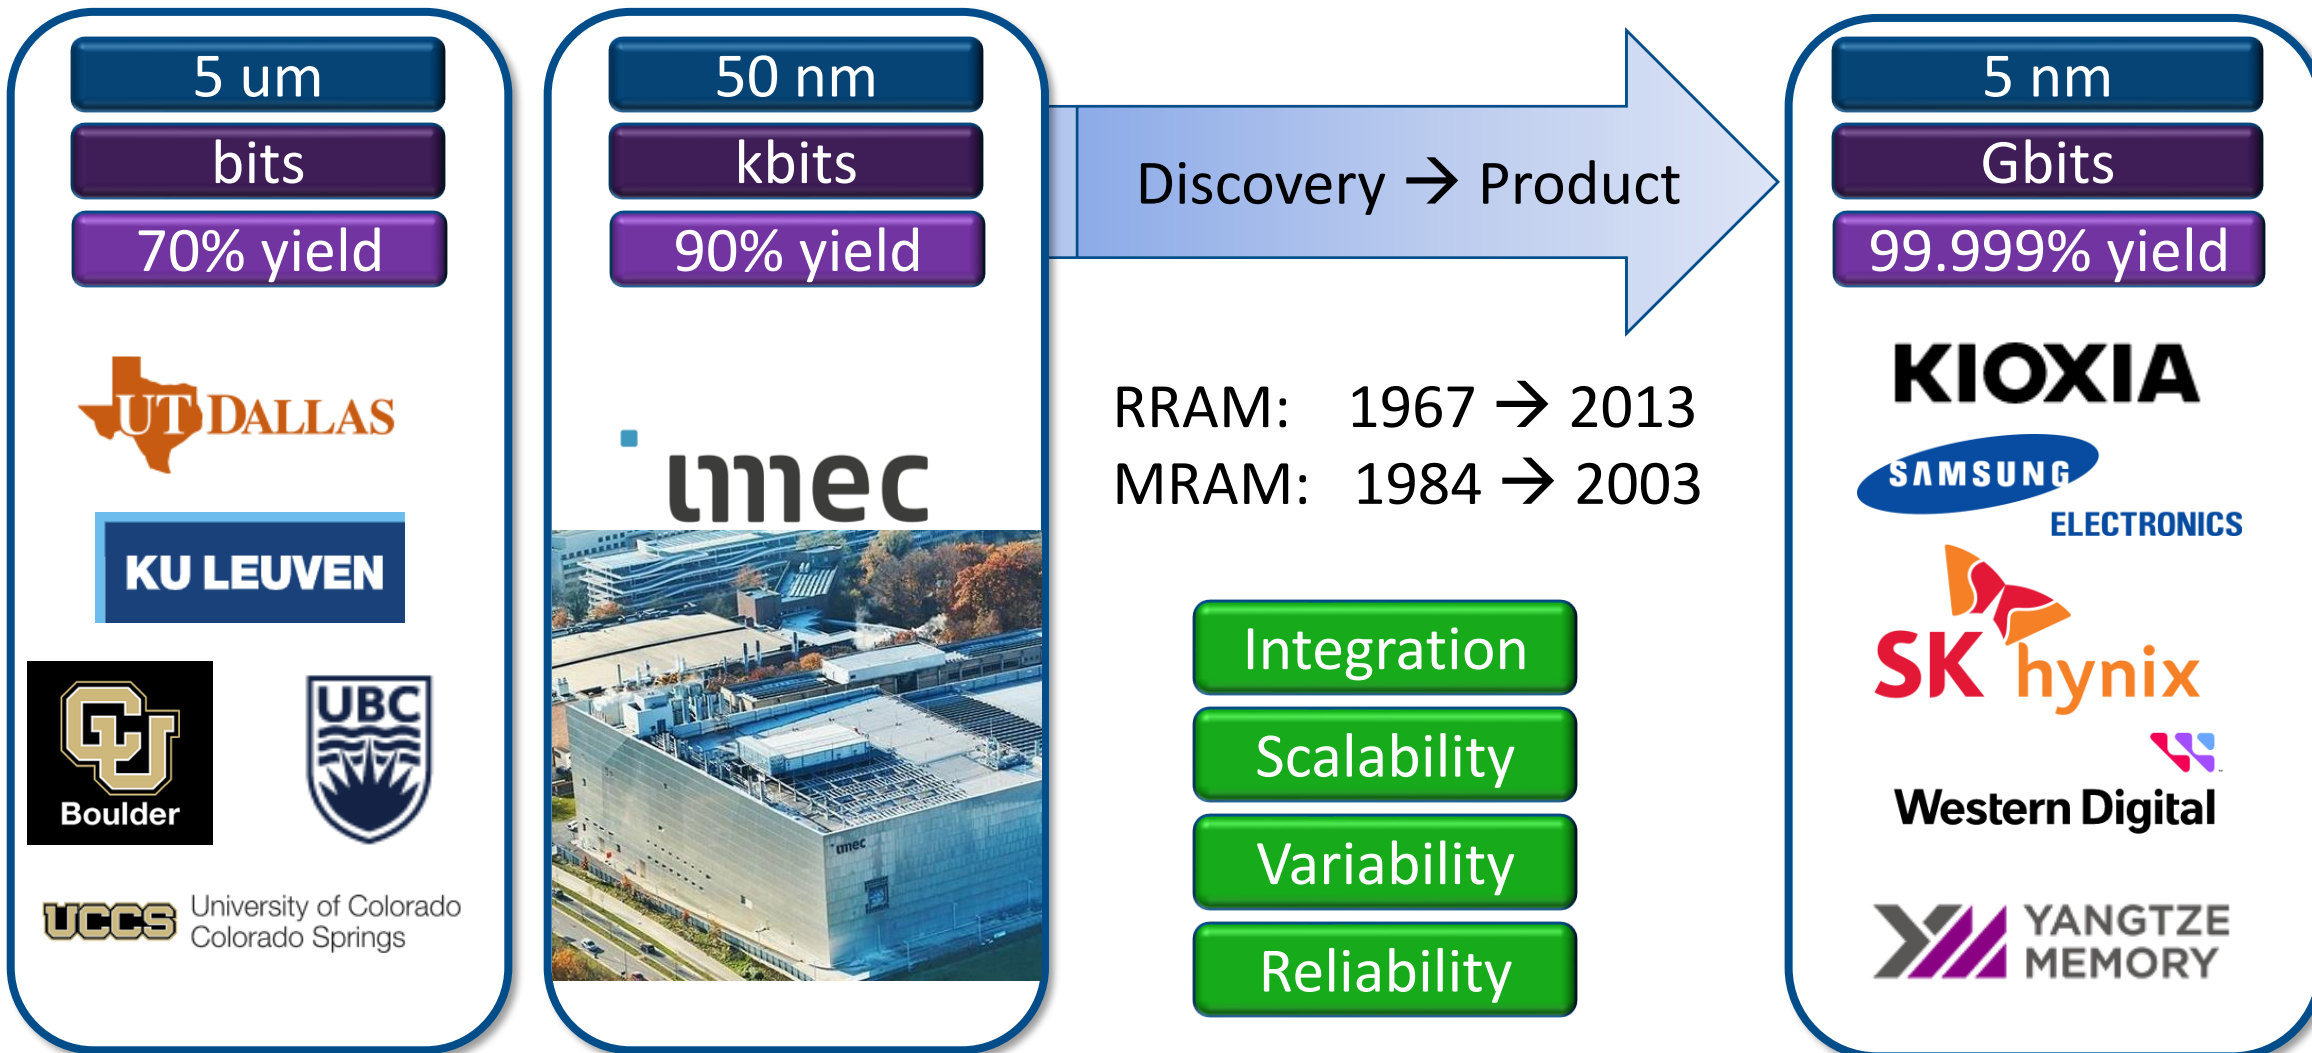 5 um
bits
70% yield
UT DALLAS
KU LEUVEN
CU
Boulder
UBC
UCCS
University of Colorado
Colorado Springs
50 nm
kbits
90% yield
imec
imec
Discovery → Product
RRAM: 1967 → 2013
MRAM: 1984 → 2003
Integration
Scalability
Variability
Reliability
5 nm
Gbits
99.999% yield
KIOXIA
SAMSUNG
ELECTRONICS
SK hynix
Western Digital
YANGTZE
MEMORY